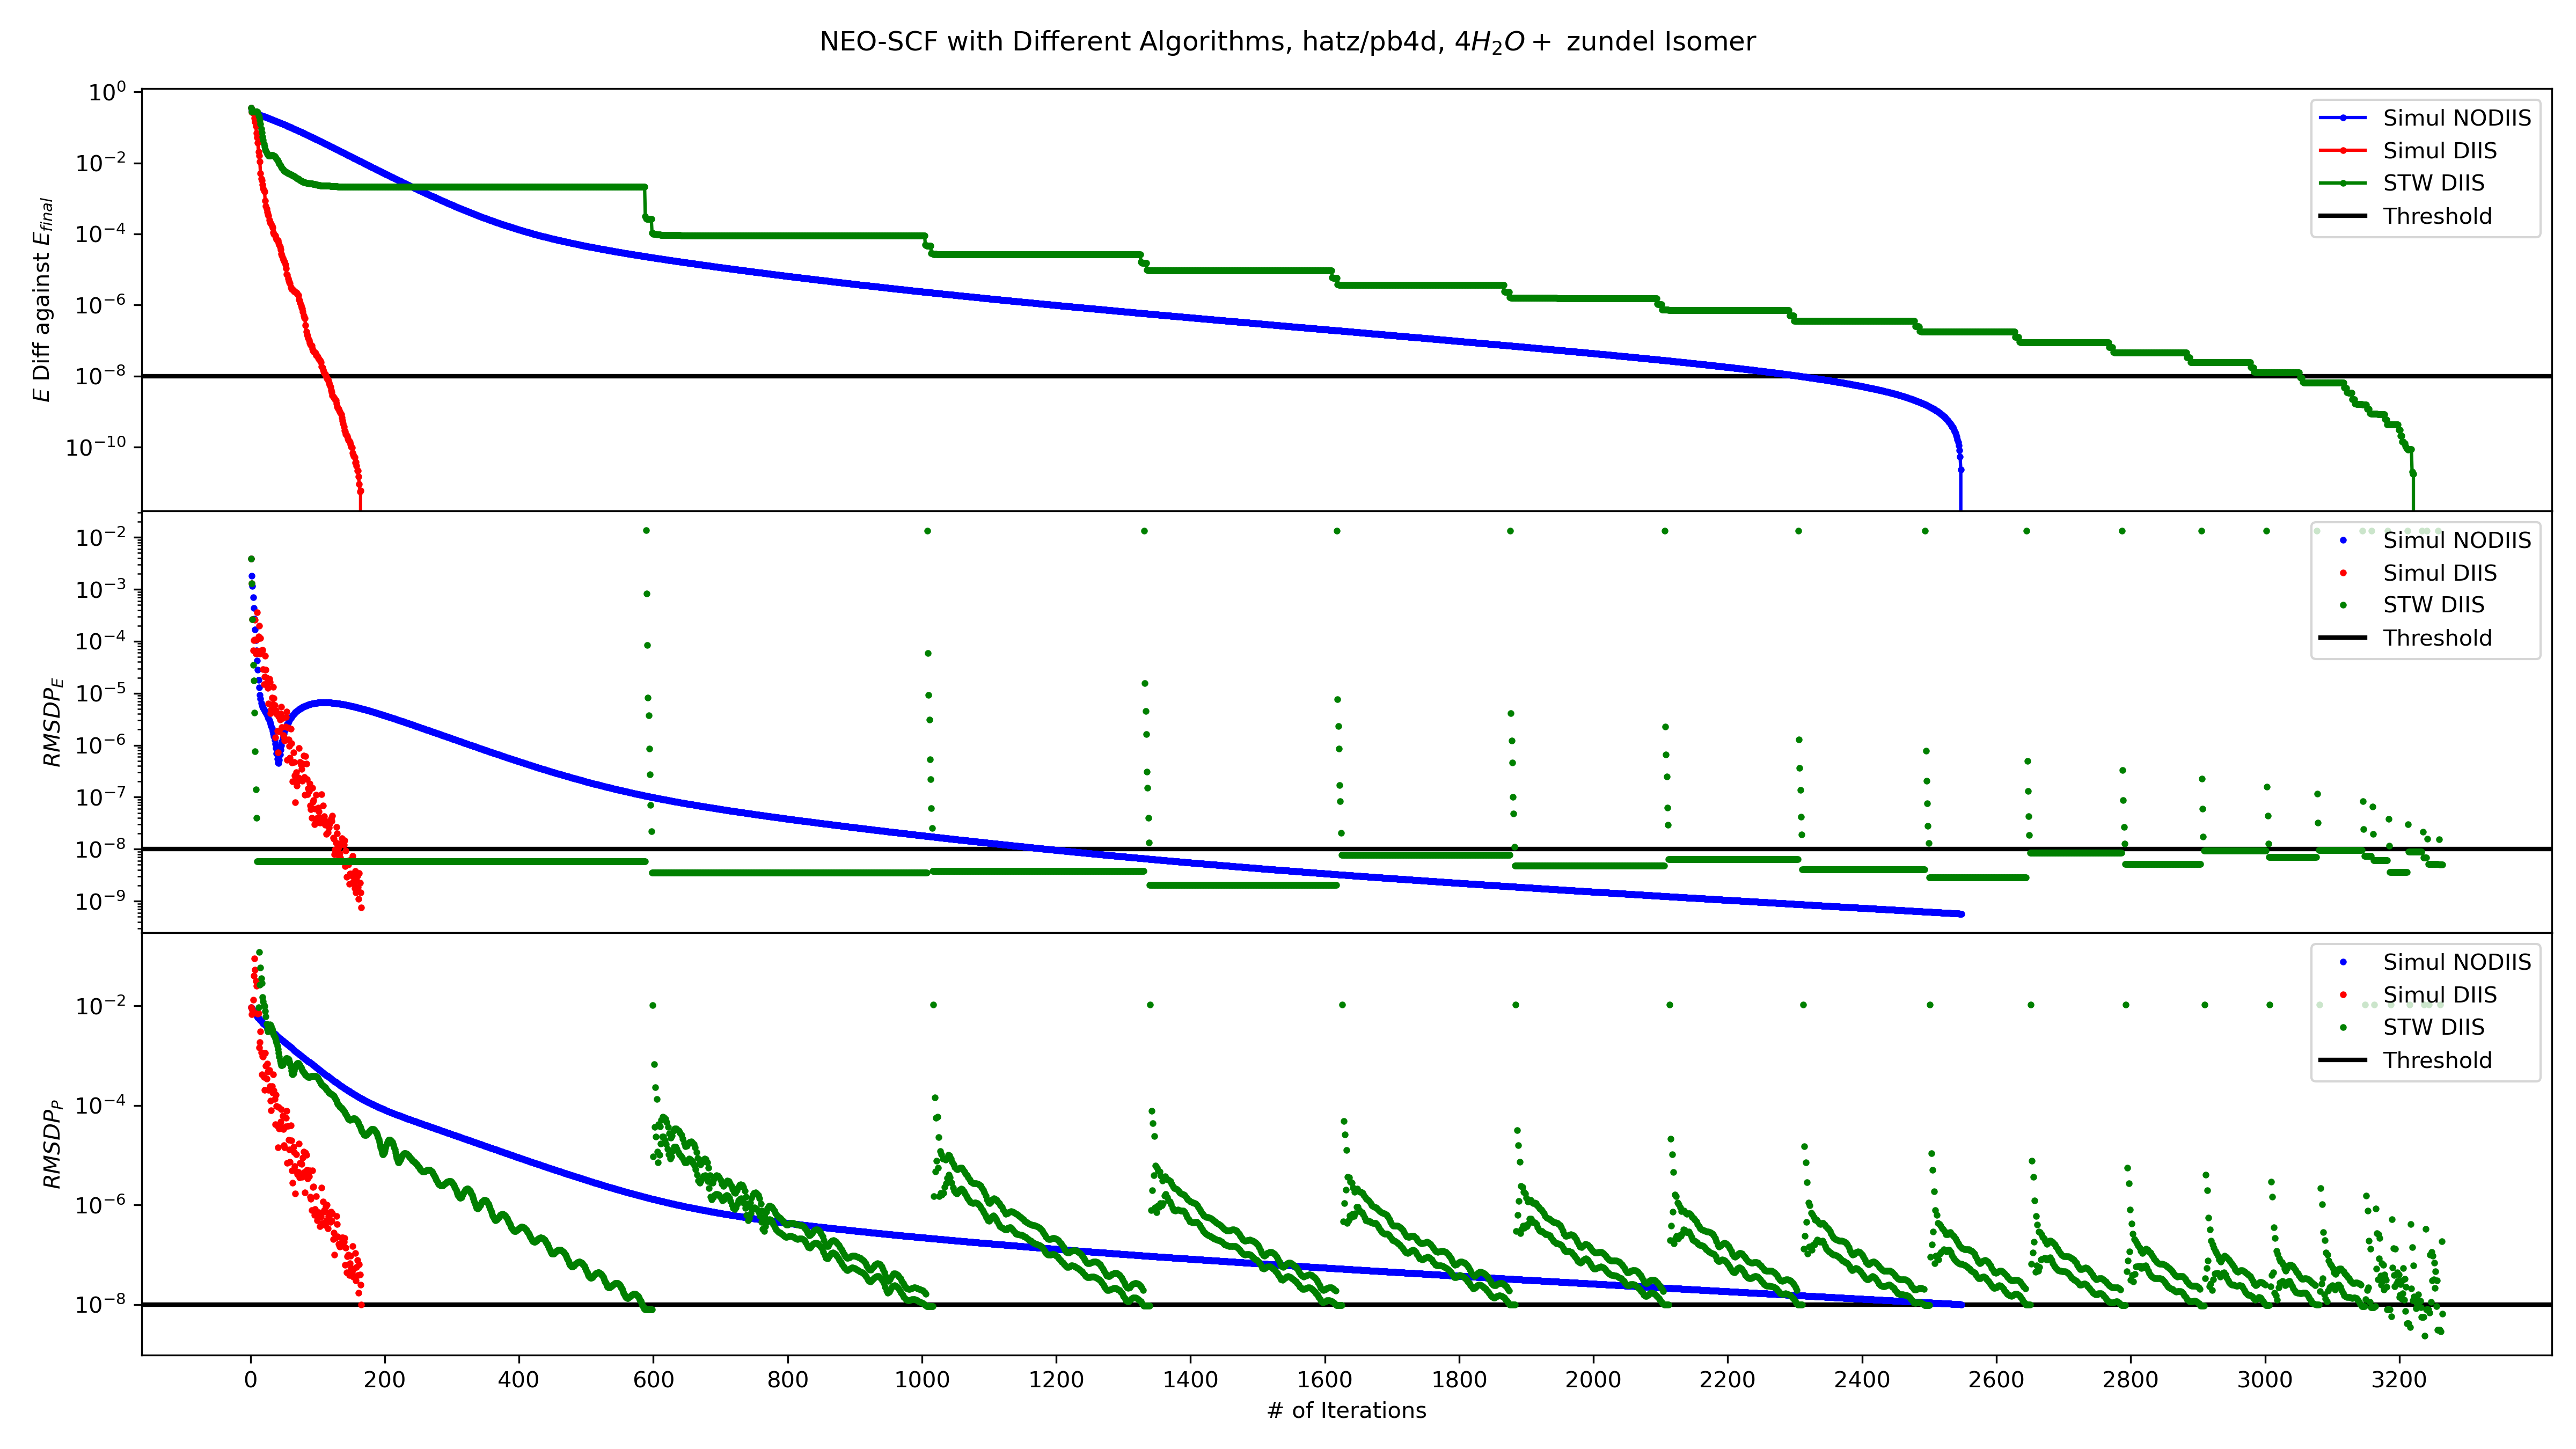 NEO-SCF with Different Algorithms, hatz/pb4d, 4H₂O + zundel Isomer
E Diff against E_final
10⁰
10⁻²
10⁻⁴
10⁻⁶
10⁻⁸
10⁻¹⁰
Simul NODIIS
Simul DIIS
STW DIIS
Threshold
RMSDP_E
10⁻²
10⁻³
10⁻⁴
10⁻⁵
10⁻⁶
10⁻⁷
10⁻⁸
10⁻⁹
Simul NODIIS
Simul DIIS
STW DIIS
Threshold
RMSDP_P
10⁻²
10⁻⁴
10⁻⁶
10⁻⁸
Simul NODIIS
Simul DIIS
STW DIIS
Threshold
0 200 400 600 800 1000 1200 1400 1600 1800 2000 2200 2400 2600 2800 3000 3200
# of Iterations